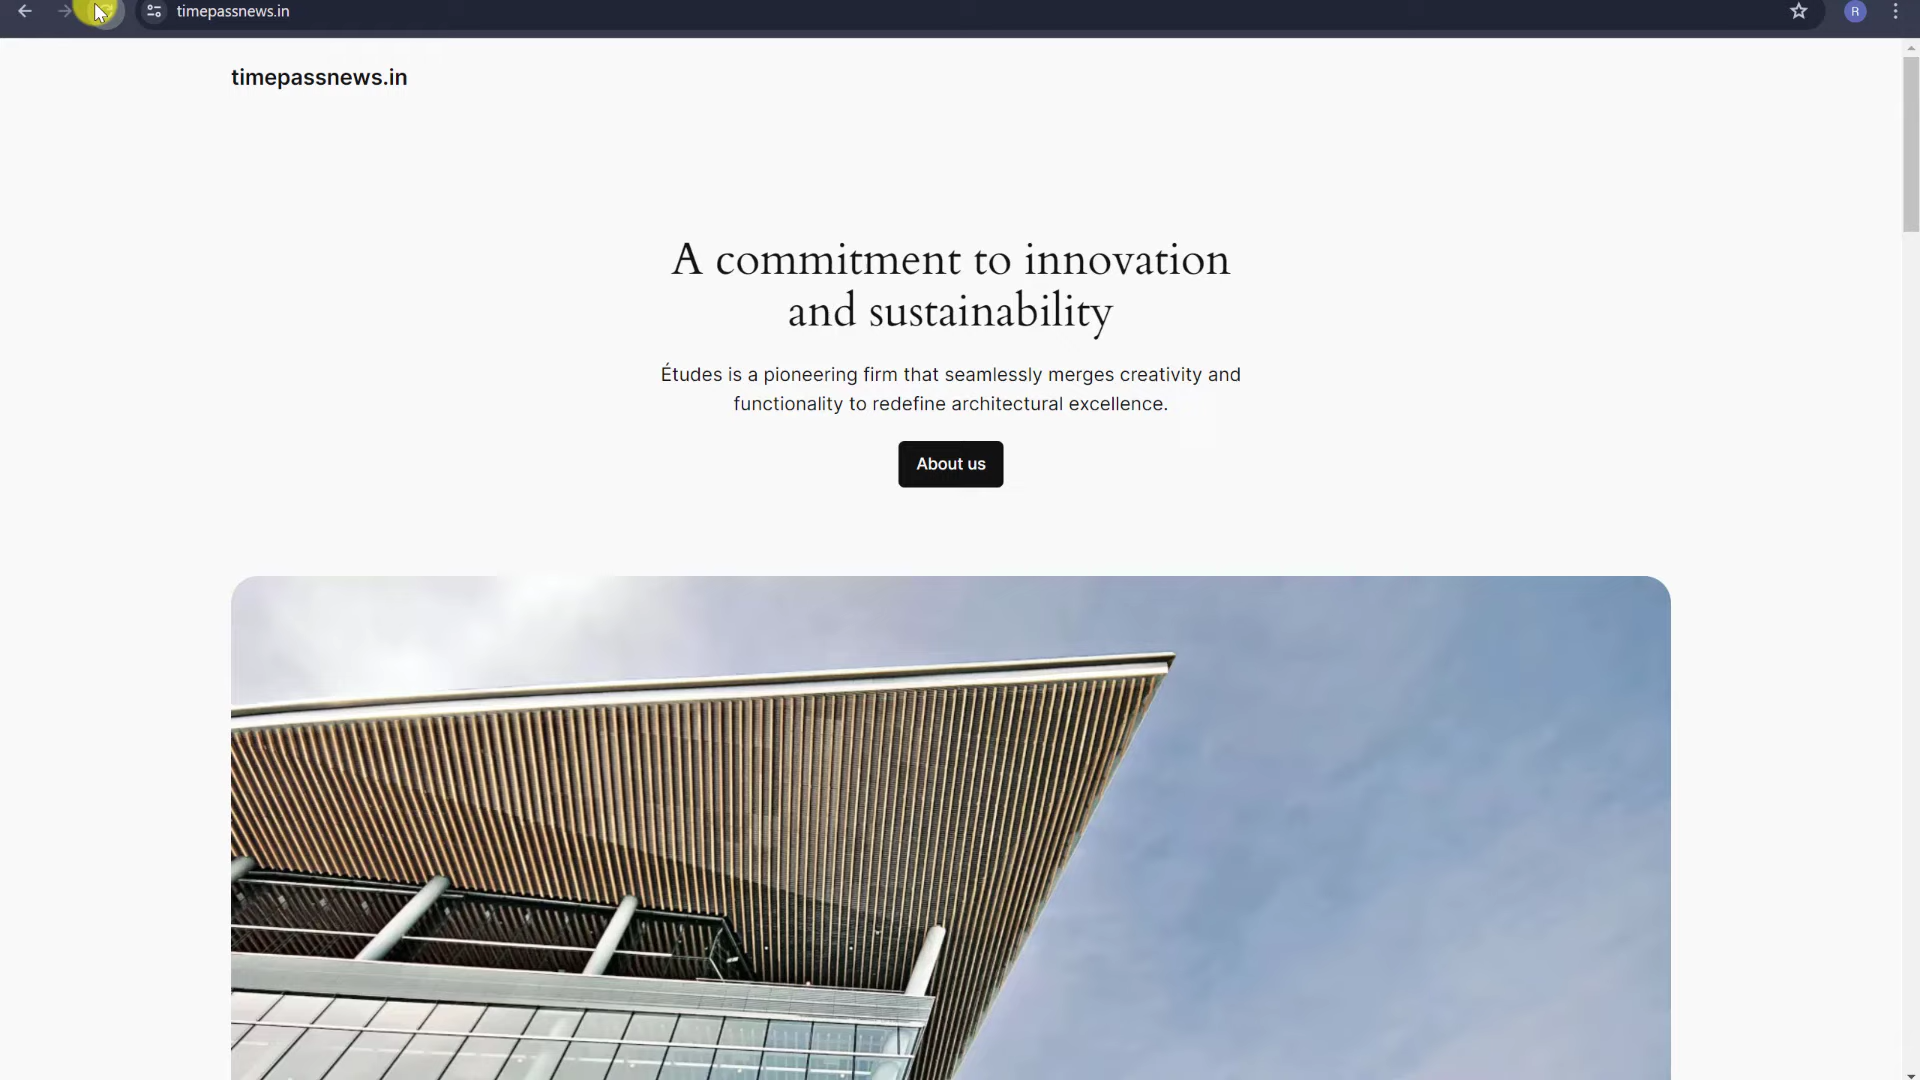 timepassnews.in
R
timepassnews.in
A commitment to innovation
and sustainability
Études is a pioneering firm that seamlessly merges creativity and
functionality to redefine architectural excellence.
About us